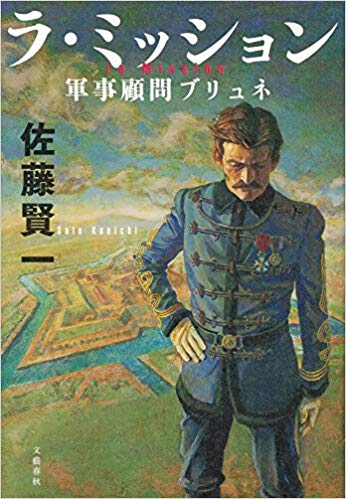 ラ・ミッション
La Mission
軍事顧問ブリュネ
佐藤賢一
Sato Kenichi
文藝春秋